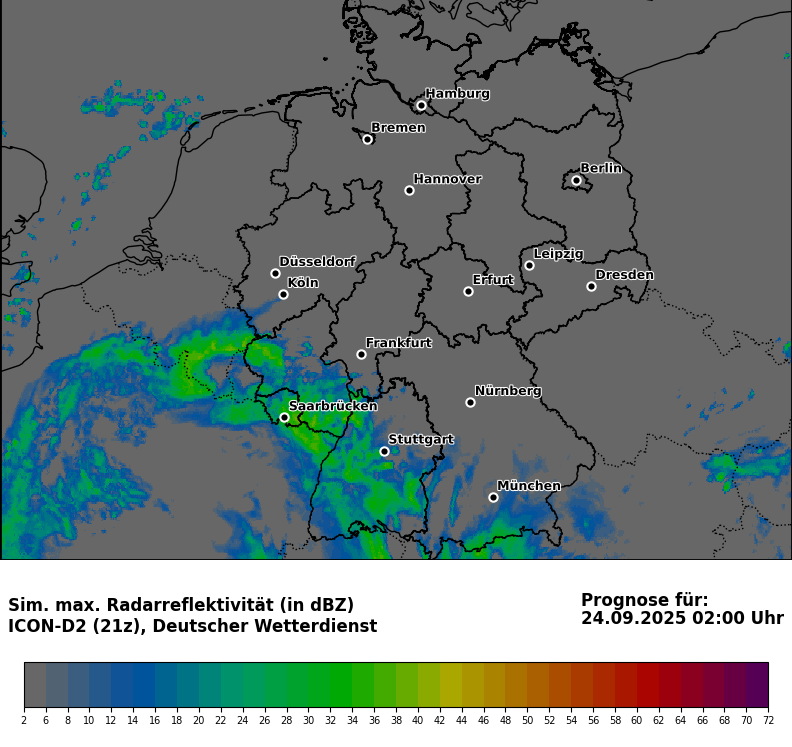 Hamburg
Bremen
Berlin
Hannover
Leipzig
Düsseldorf
Dresden
Köln
Erfurt
Frankfurt
Nürnberg
Saarbrücken
Stuttgart
München
Sim. max. Radarreflektivität (in dBZ)
ICON-D2 (21z), Deutscher Wetterdienst
Prognose für:
24.09.2025 02:00 Uhr
2 6 8 10 12 14 16 18 20 22 24 26 28 30 32 34 36 38 40 42 44 46 48 50 52 54 56 58 60 62 64 66 68 70 72